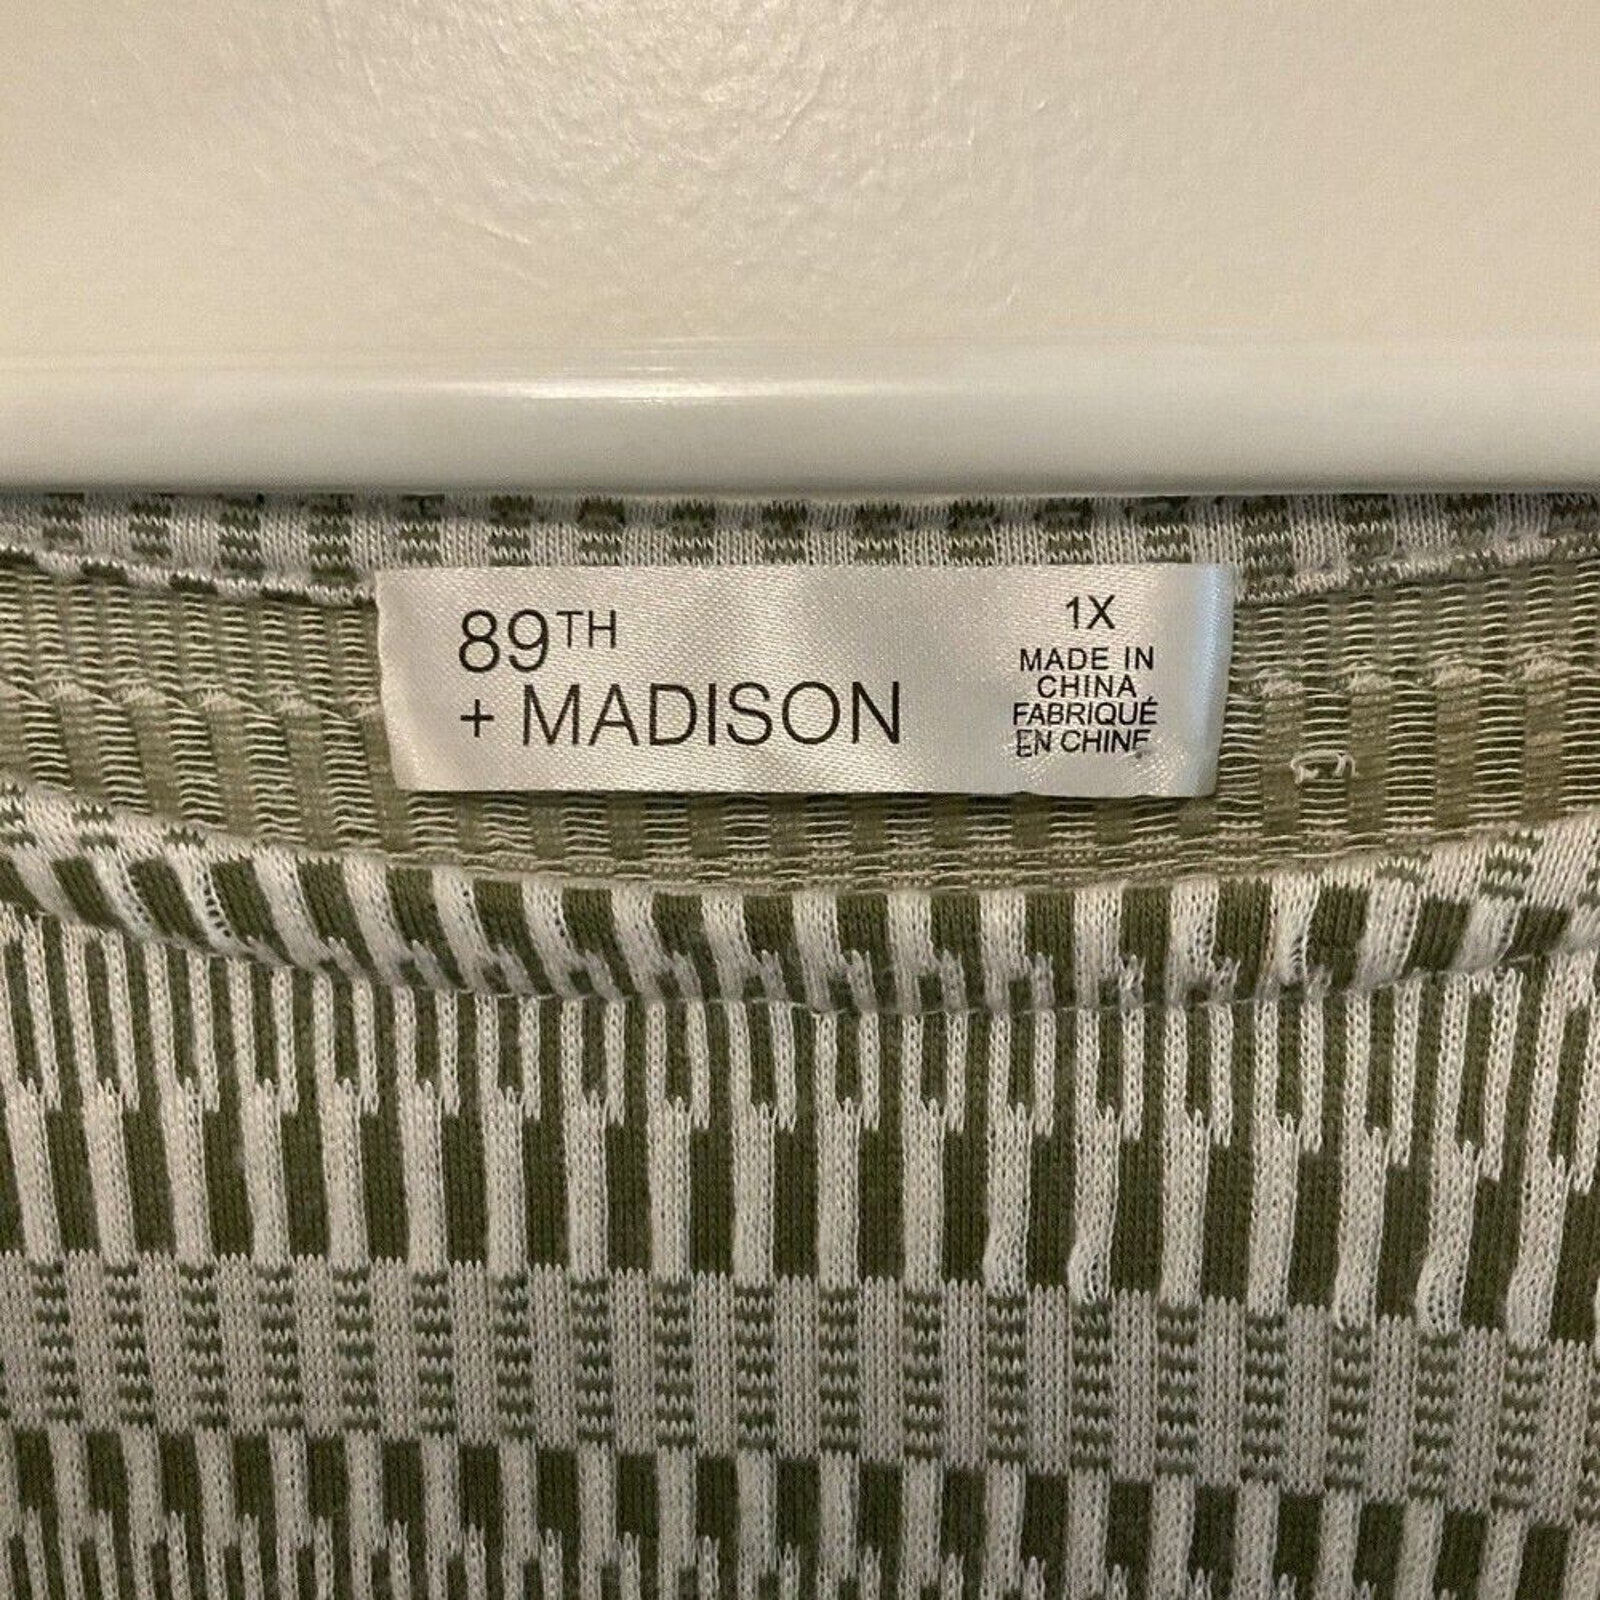 89TH
+ MADISON
1X
MADE IN
CHINA
FABRIQUÉ
EN CHINE